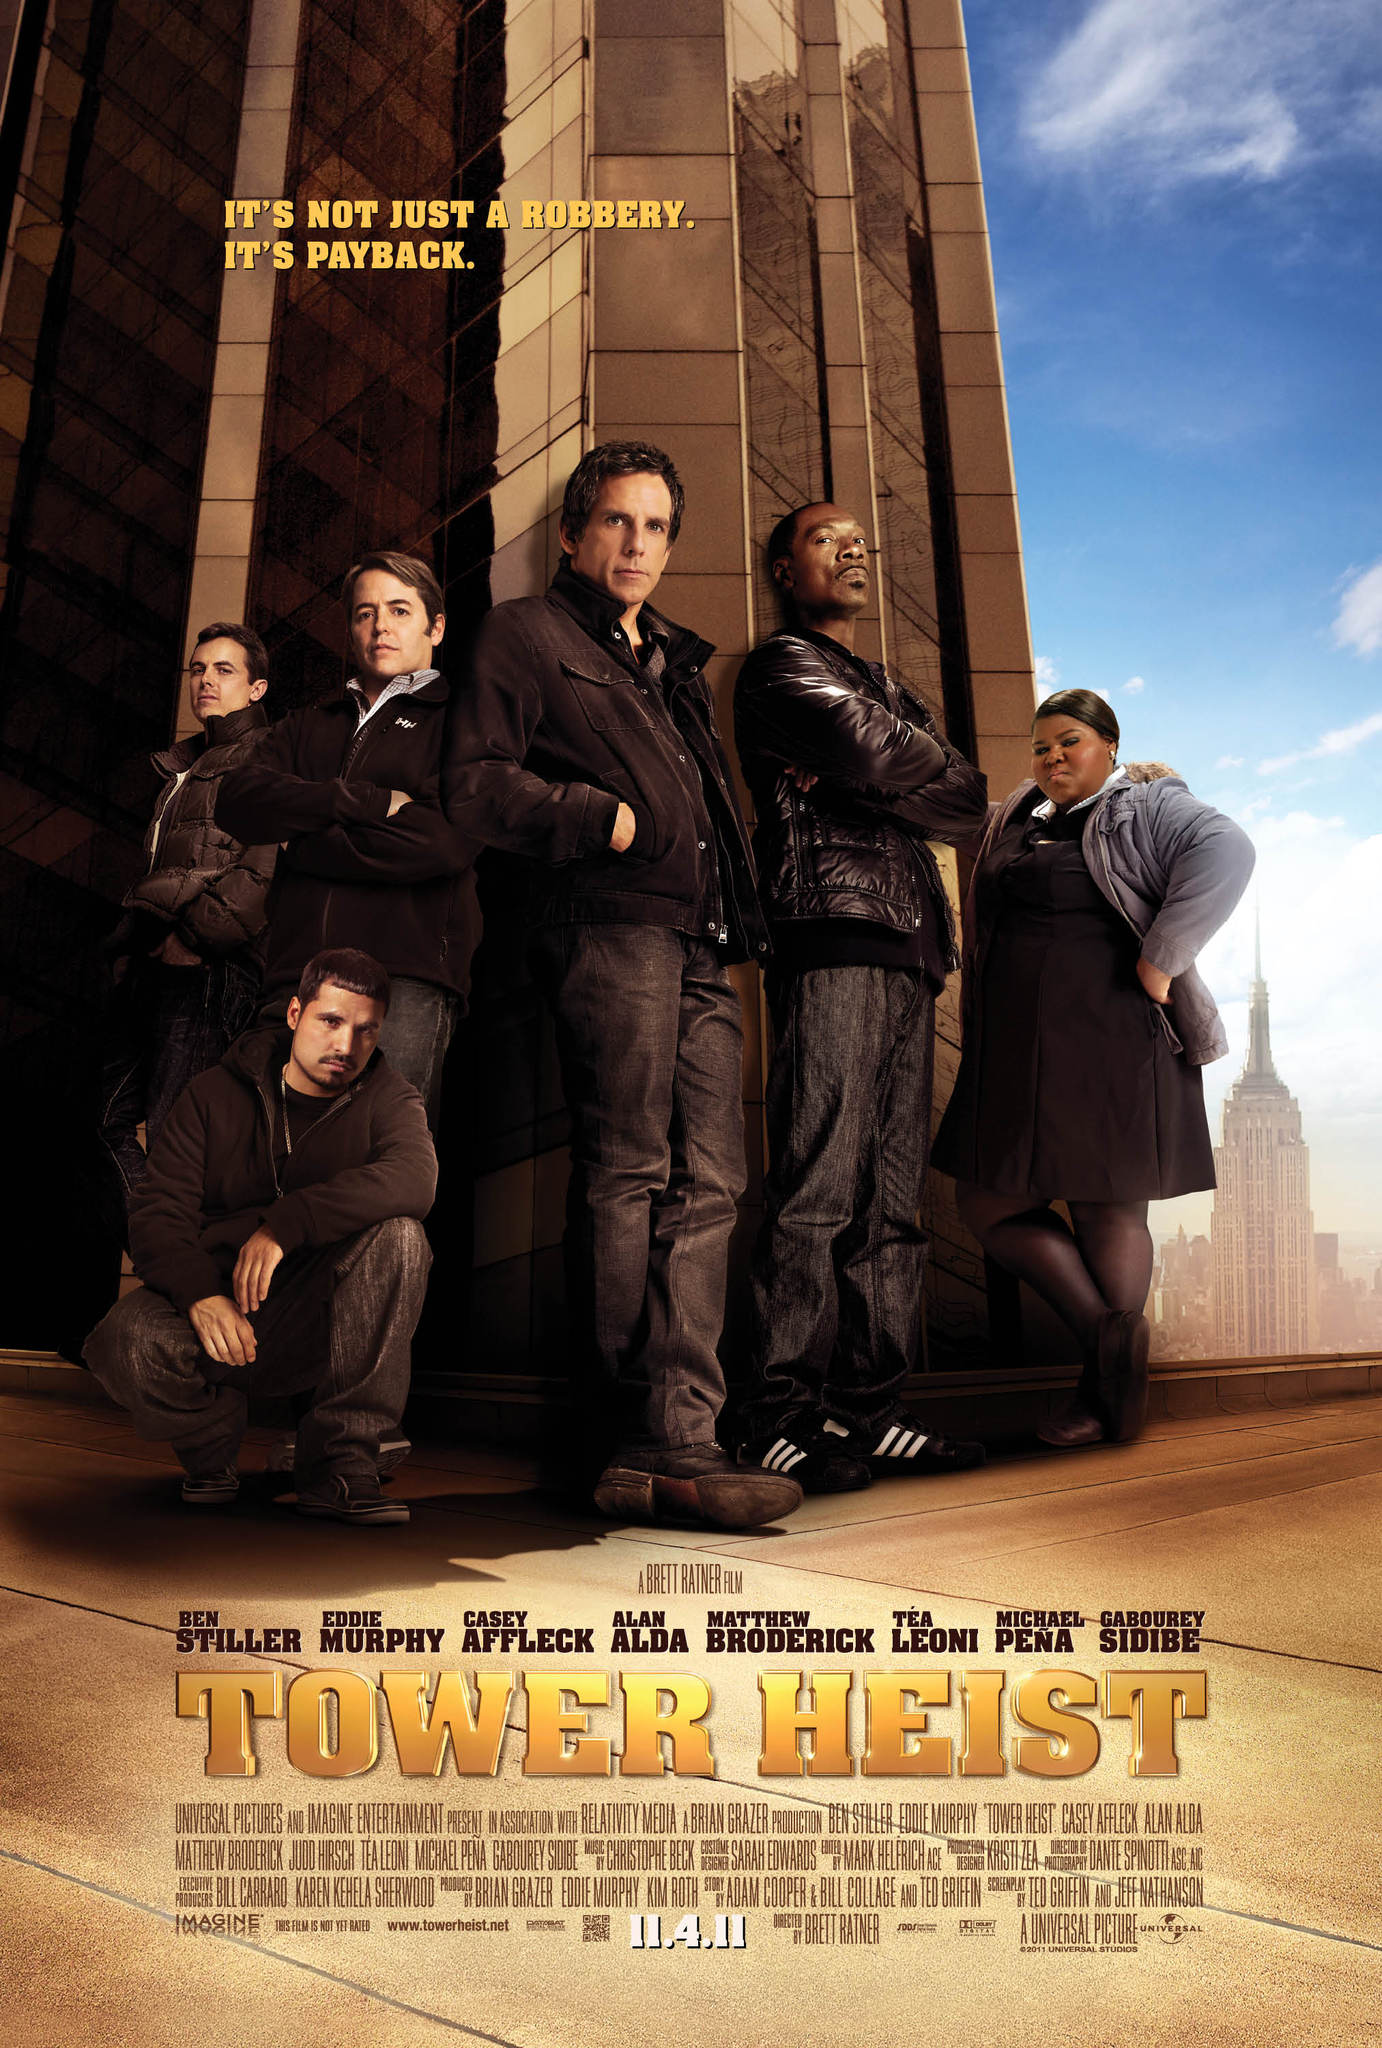 IT'S NOT JUST A ROBBERY.
IT'S PAYBACK.
A BRETT RATNER FILM
BEN STILLER EDDIE MURPHY CASEY AFFLECK ALAN ALDA MATTHEW BRODERICK TÉA LEONI MICHAEL PEÑA GABOUREY SIDIBE
TOWER HEIST
UNIVERSAL PICTURES AND IMAGINE ENTERTAINMENT PRESENT IN ASSOCIATION WITH RELATIVITY MEDIA A BRIAN GRAZER PRODUCTION BEN STILLER EDDIE MURPHY "TOWER HEIST" CASEY AFFLECK ALAN ALDA
MATTHEW BRODERICK JUDD HIRSCH TÉA LEONI MICHAEL PEÑA GABOUREY SIDIBE MUSIC BY CHRISTOPHE BECK COSTUME DESIGNER SARAH EDWARDS EDITED BY MARK HELFRICH ACE PRODUCTION DESIGNER KRISTI ZEA DIRECTOR OF PHOTOGRAPHY DANTE SPINOTTI ASC, AIC
EXECUTIVE PRODUCERS BILL CARRARO KAREN KEHELA SHERWOOD PRODUCED BY BRIAN GRAZER EDDIE MURPHY KIM ROTH STORY BY ADAM COOPER & BILL COLLAGE AND TED GRIFFIN SCREENPLAY BY TED GRIFFIN AND JEFF NATHANSON
IMAGINE THIS FILM IS NOT YET RATED www.towerheist.net DATASAT 11.4.11 DIRECTED BY BRETT RATNER SDDS DOLBY DIGITAL A UNIVERSAL PICTURE UNIVERSAL
©2011 UNIVERSAL STUDIOS